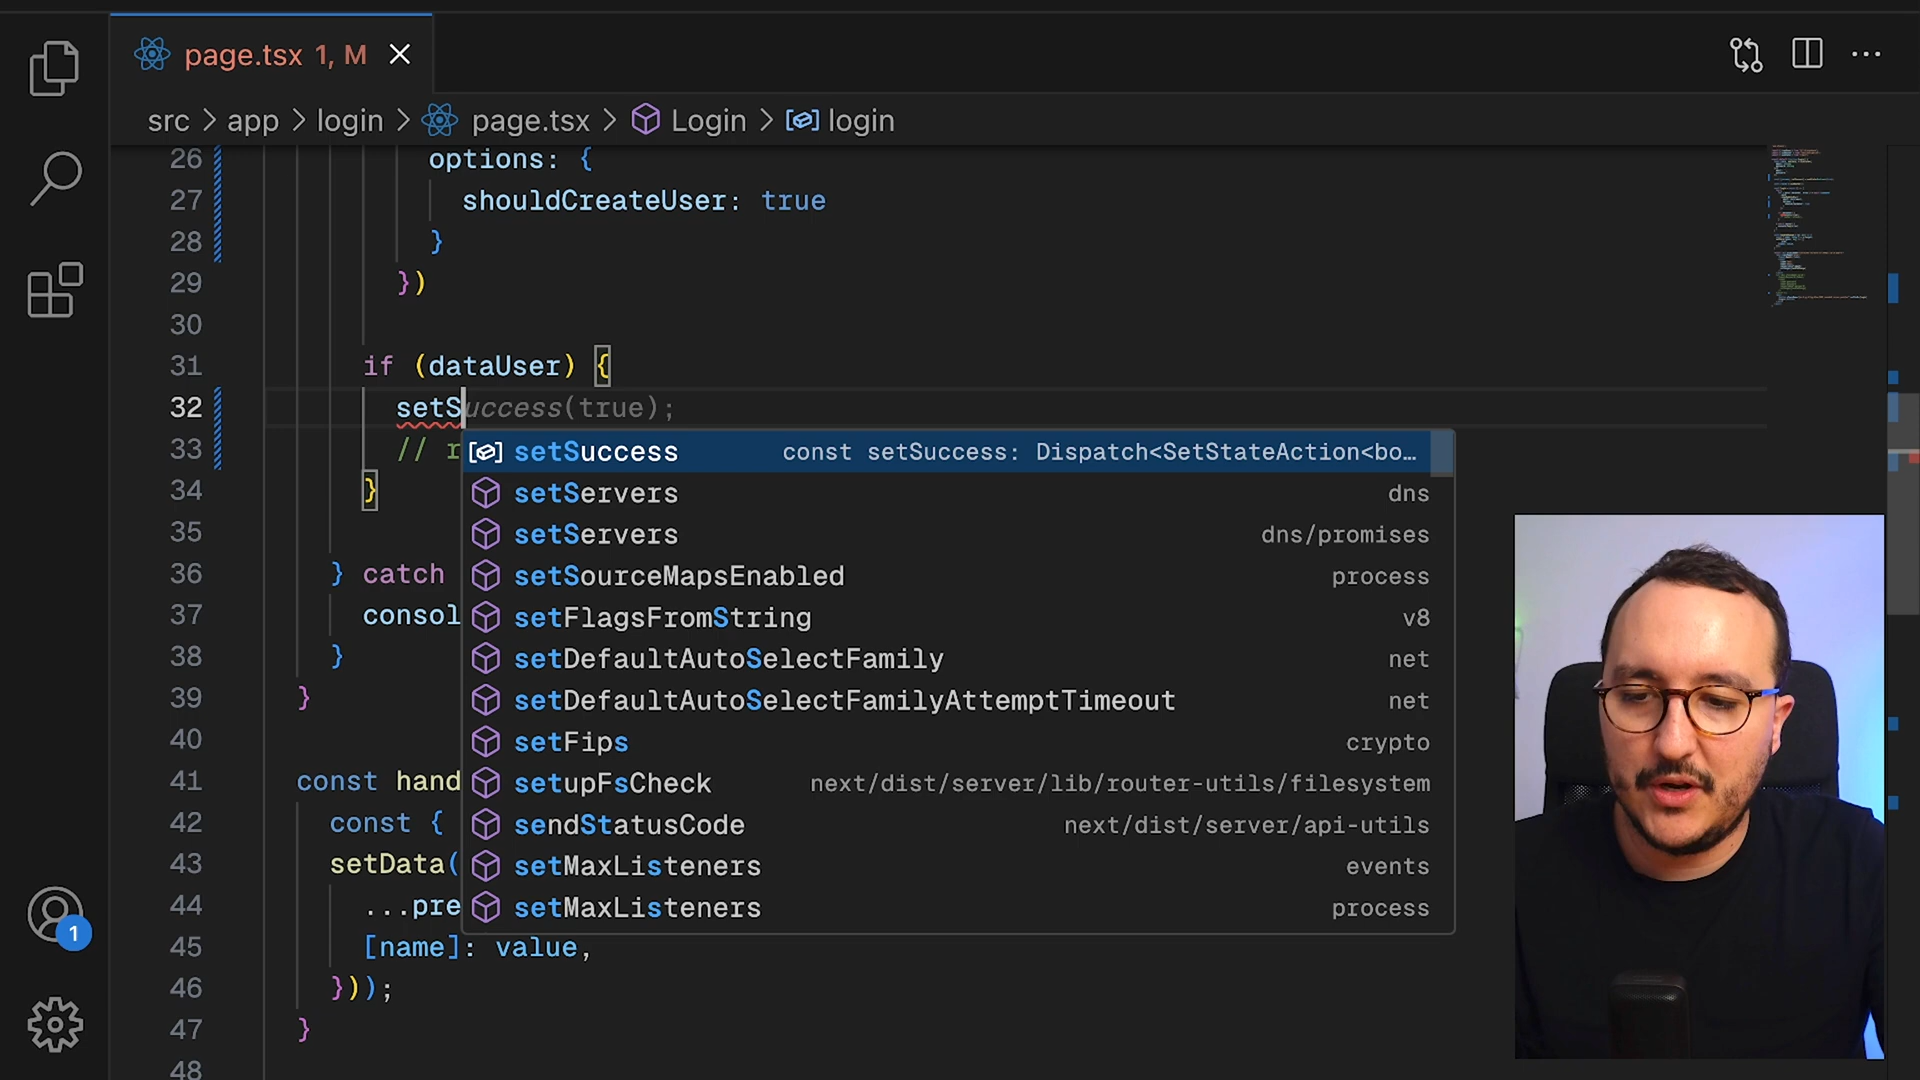 page.tsx 1, M
src > app > login > page.tsx > Login > login
26 options: {
27 shouldCreateUser: true
28 }
29 })
30
31 if (dataUser) {
32 setSuccess(true);
33 // r
34 }
35
36 } catch
37 consol
38 }
39 }
40
41 const hand
42 const {
43 setData(
44 ...pre
45 [name]: value,
46 }));
47 }
48
setSuccess const setSuccess: Dispatch<SetStateAction<bo…
setServers dns
setServers dns/promises
setSourceMapsEnabled process
setFlagsFromString v8
setDefaultAutoSelectFamily net
setDefaultAutoSelectFamilyAttemptTimeout net
setFips crypto
setupFsCheck next/dist/server/lib/router-utils/filesystem
sendStatusCode next/dist/server/api-utils
setMaxListeners events
setMaxListeners process
1